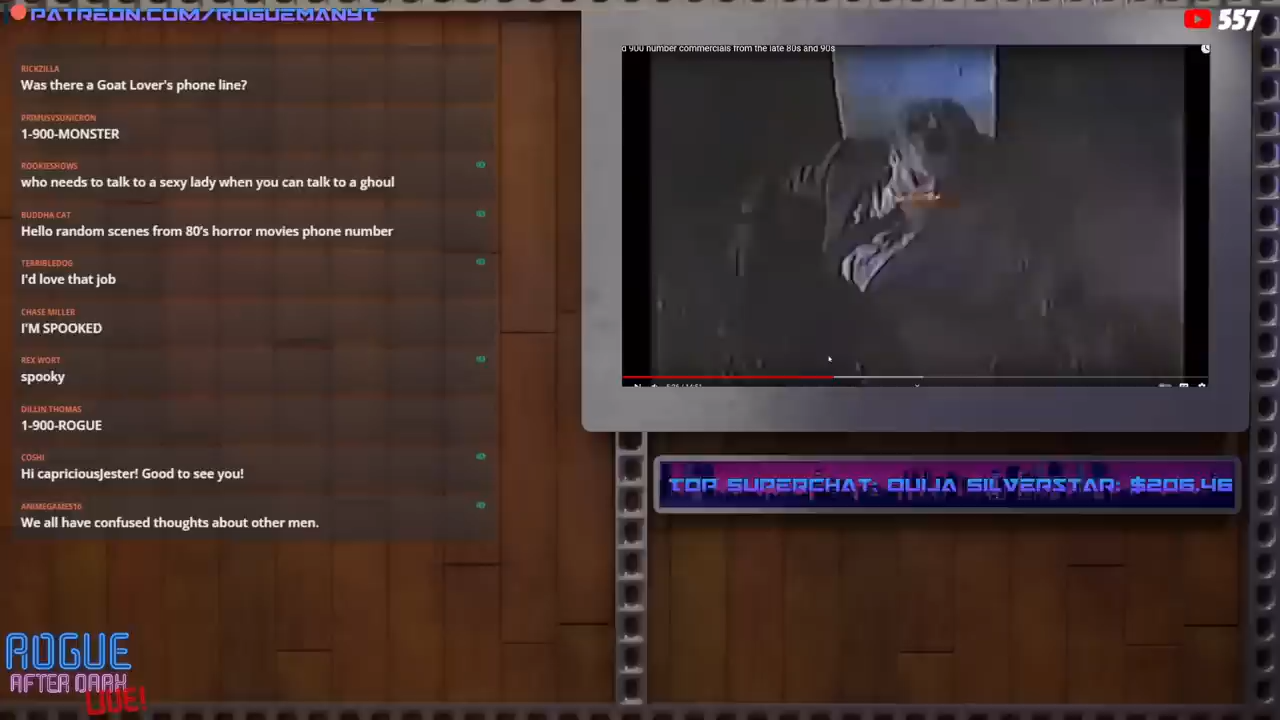 PATREON.COM/ROGUEMANYT
557
RICKZILLA
Was there a Goat Lover's phone line?
PRIMUSVSUNICRON
1-900-MONSTER
ROOKIESHOWS
who needs to talk to a sexy lady when you can talk to a ghoul
BUDDHA CAT
Hello random scenes from 80's horror movies phone number
TERRIBLEDOG
I'd love that job
CHASE MILLER
I'M SPOOKED
REX WORT
spooky
DILLIN THOMAS
1-900-ROGUE
COSHI
Hi capriciousJester! Good to see you!
ANIMEGAMES10
We all have confused thoughts about other men.
d 900 number commercials from the late 80s and 90s
TOP SUPERCHAT: OUIJA SILVERSTAR: $206.46
ROGUE
AFTER DARK
LIVE!